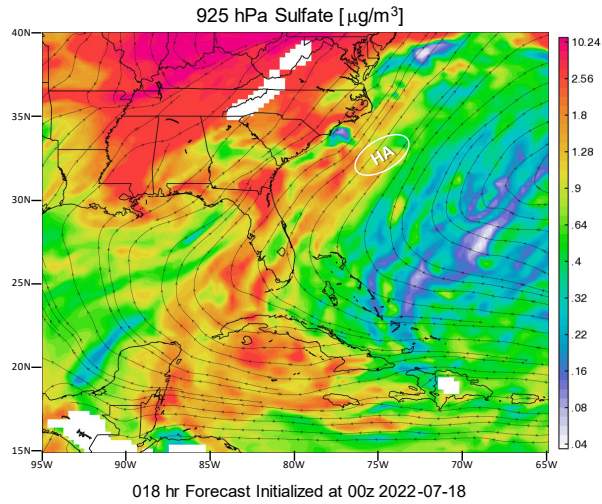 925 hPa Sulfate [μg/m³]
40N
35N
30N
25N
20N
15N
95W
90W
85W
80W
75W
70W
65W
HA
10.24
2.56
1.8
1.28
.9
.64
.4
.32
.22
.16
.08
.04
018 hr Forecast Initialized at 00z 2022-07-18